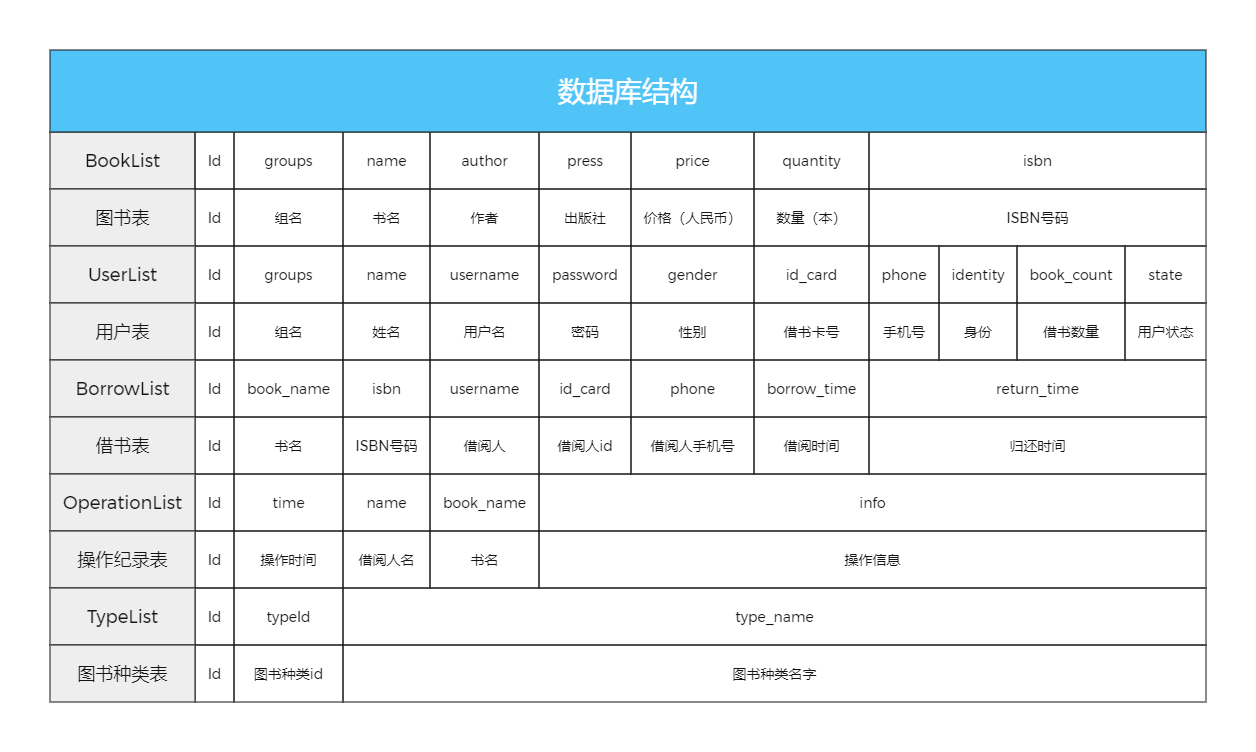 数据库结构
BookList Id groups name author press price quantity isbn
图书表 Id 组名 书名 作者 出版社 价格（人民币） 数量（本） ISBN号码
UserList Id groups name username password gender id_card phone identity book_count state
用户表 Id 组名 姓名 用户名 密码 性别 借书卡号 手机号 身份 借书数量 用户状态
BorrowList Id book_name isbn username id_card phone borrow_time return_time
借书表 Id 书名 ISBN号码 借阅人 借阅人id 借阅人手机号 借阅时间 归还时间
OperationList Id time name book_name info
操作纪录表 Id 操作时间 借阅人名 书名 操作信息
TypeList Id typeId type_name
图书种类表 Id 图书种类id 图书种类名字